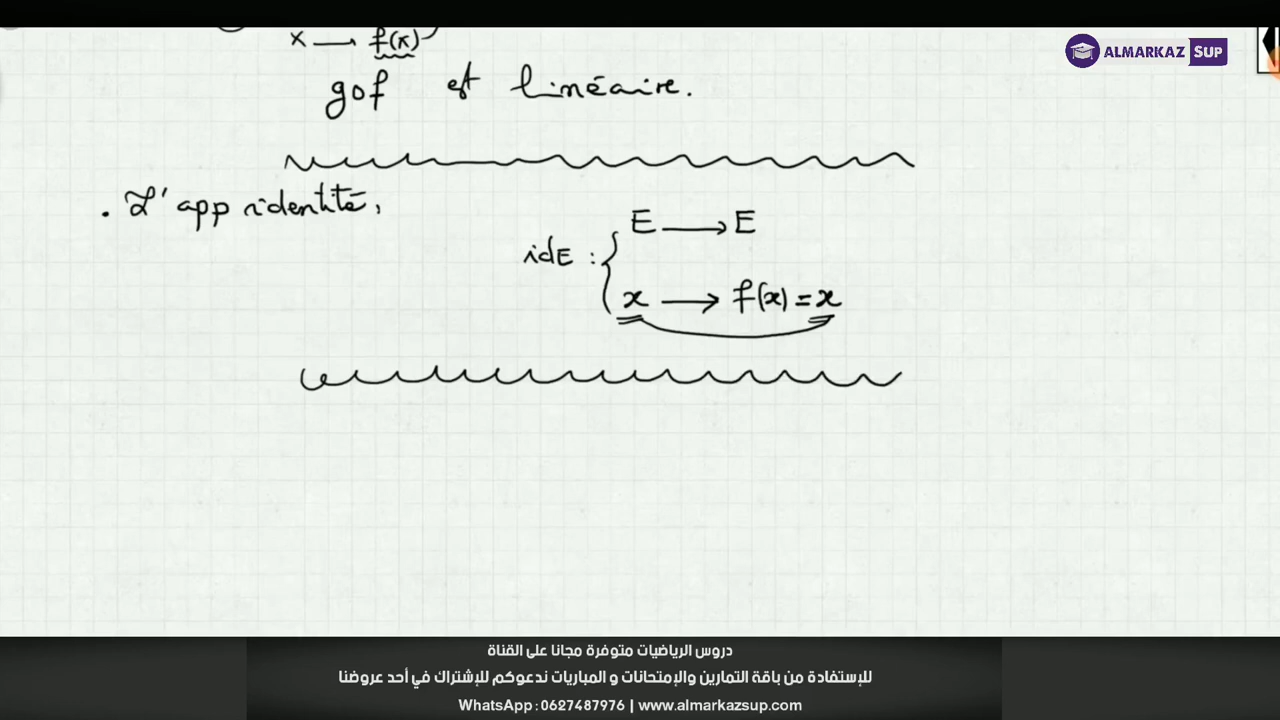 x → f(x)
ALMARKAZ SUP
gof est linéaire.
. L'app identité,
E → E
idE :
x → f(x) = x
دروس الرياضيات متوفرة مجانا على القناة
للإستفادة من باقة التمارين والإمتحانات و المباريات ندعوكم للإشتراك في أحد عروضنا
WhatsApp : 0627487976 | www.almarkazsup.com